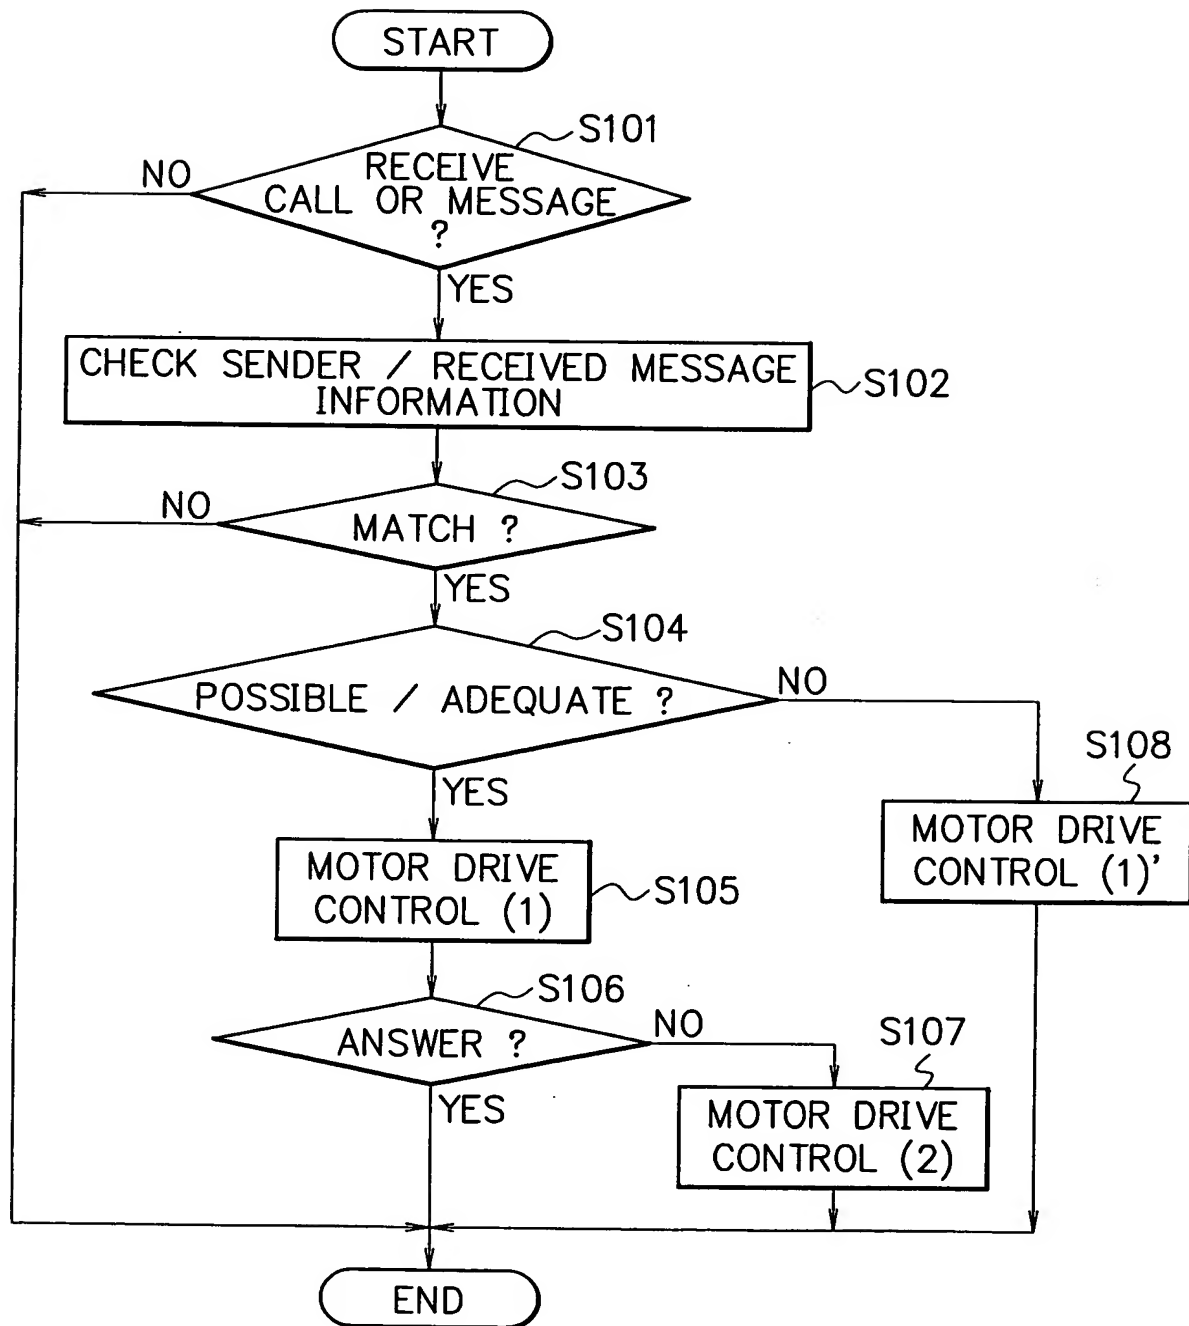 START
S101
NO
RECEIVE
CALL OR MESSAGE
?
YES
CHECK SENDER / RECEIVED MESSAGE
INFORMATION
S102
S103
NO
MATCH ?
YES
S104
POSSIBLE / ADEQUATE ?
NO
YES
S108
MOTOR DRIVE
CONTROL (1)'
MOTOR DRIVE
CONTROL (1)
S105
S106
ANSWER ?
NO
YES
S107
MOTOR DRIVE
CONTROL (2)
END